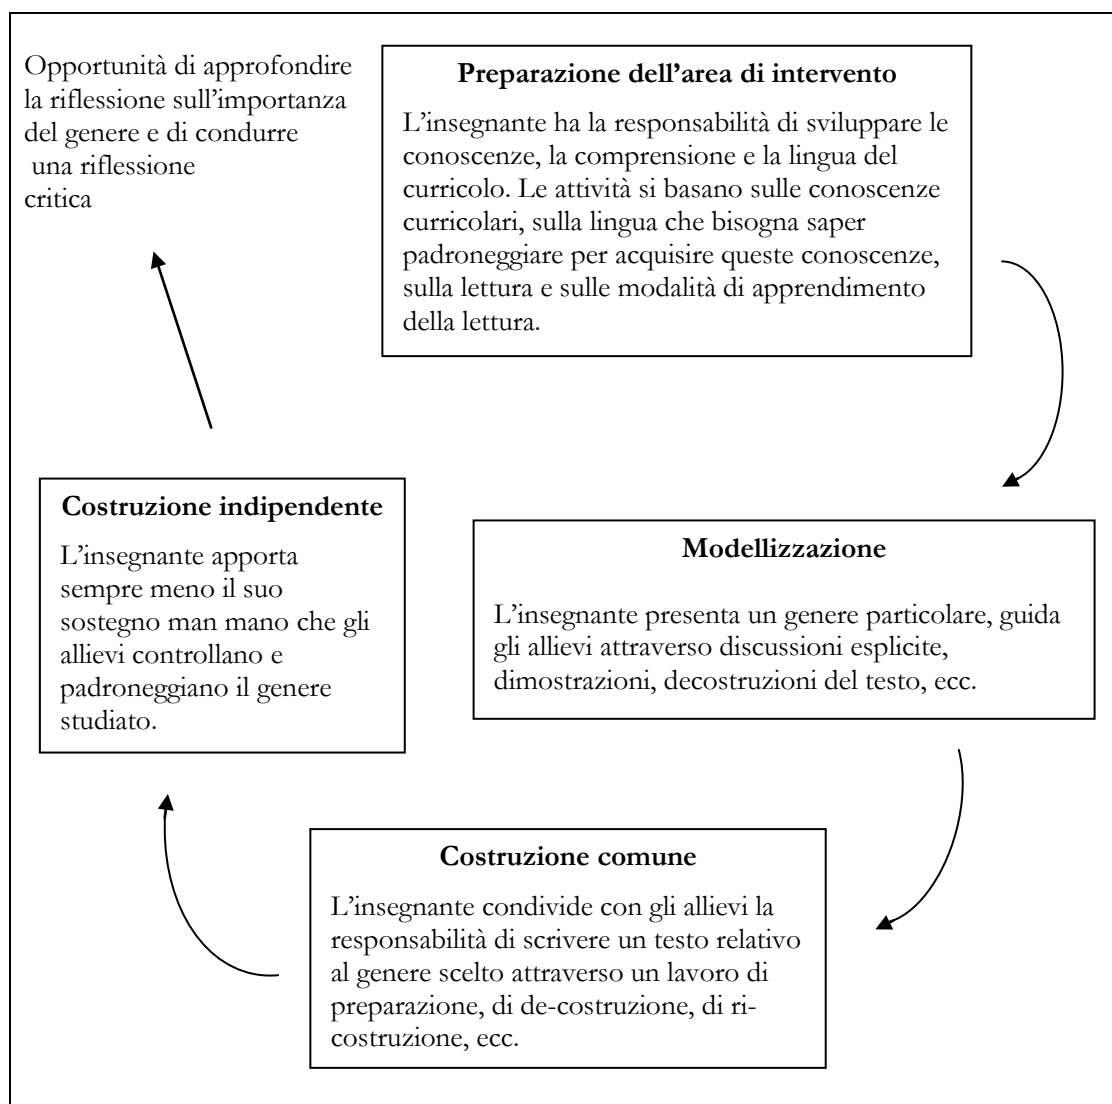 Opportunità di approfondire
la riflessione sull’importanza
del genere e di condurre
una riflessione
critica
Preparazione dell’area di intervento
L’insegnante ha la responsabilità di sviluppare le
conoscenze, la comprensione e la lingua del
curricolo. Le attività si basano sulle conoscenze
curricolari, sulla lingua che bisogna saper
padroneggiare per acquisire queste conoscenze,
sulla lettura e sulle modalità di apprendimento
della lettura.
Modellizzazione
L’insegnante presenta un genere particolare, guida
gli allievi attraverso discussioni esplicite,
dimostrazioni, decostruzioni del testo, ecc.
Costruzione comune
L’insegnante condivide con gli allievi la
responsabilità di scrivere un testo relativo
al genere scelto attraverso un lavoro di
preparazione, di de-costruzione, di ri-
costruzione, ecc.
Costruzione indipendente
L’insegnante apporta
sempre meno il suo
sostegno man mano che gli
allievi controllano e
padroneggiano il genere
studiato.